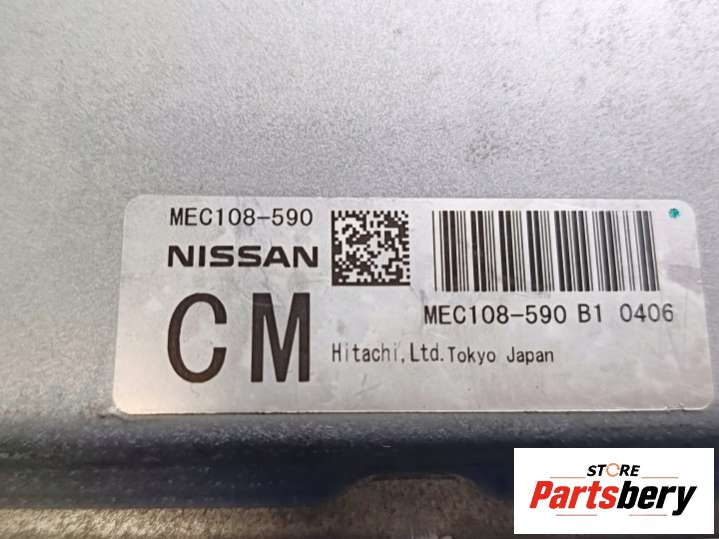 MEC108-590
NISSAN
CM
MEC108-590 B1 0406
Hitachi,Ltd.Tokyo Japan
STORE
Partsbery